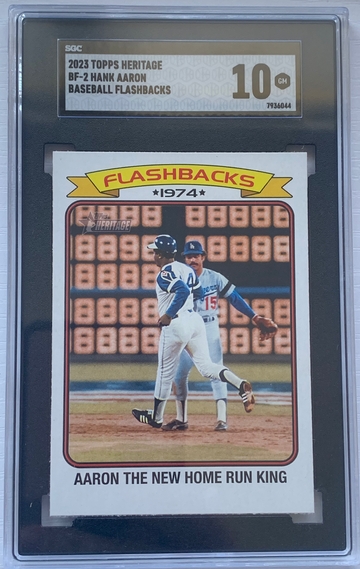 SGC
2023 TOPPS HERITAGE
BF-2 HANK AARON
BASEBALL FLASHBACKS
10 GM
7936044
FLASHBACKS
★1974★
Topps
HERITAGE
15
AARON THE NEW HOME RUN KING